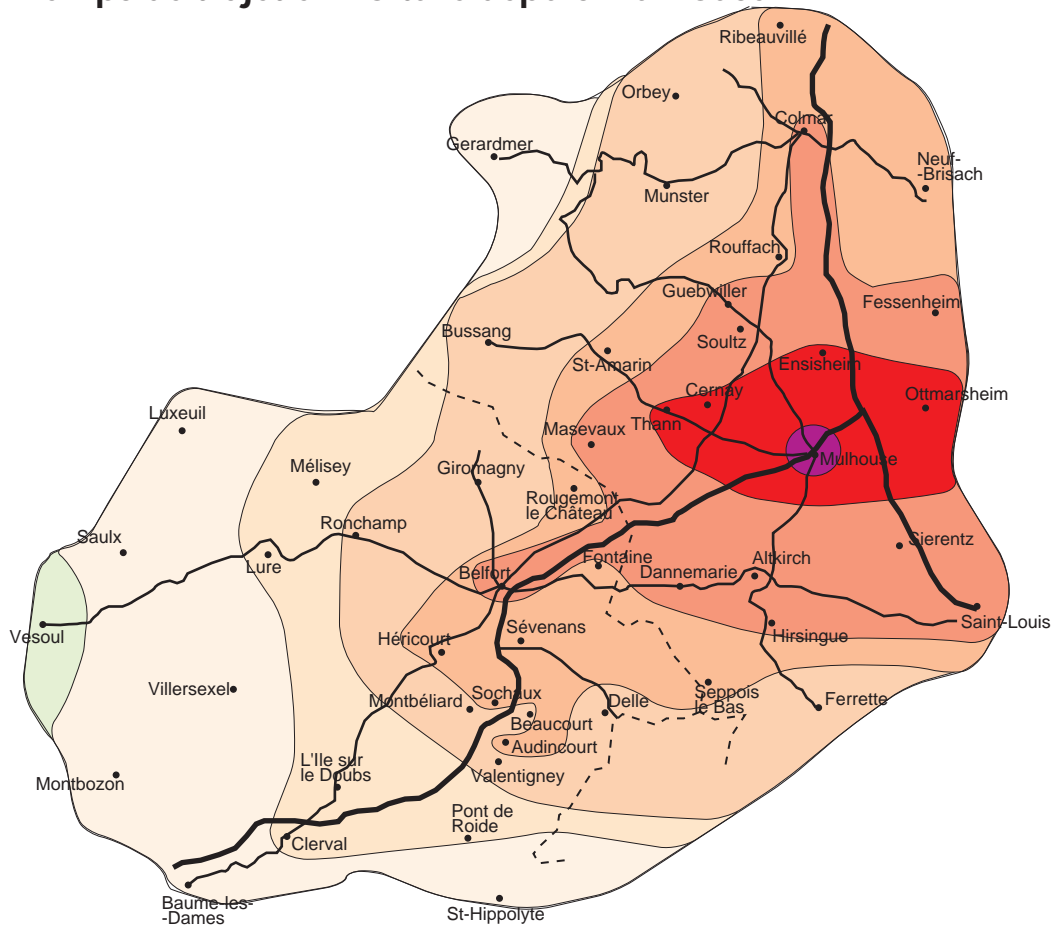 Ribeauvillé
Orbey
Colmar
Gerardmer
Neuf-
-Brisach
Munster
Rouffach
Guebwiller
Fessenheim
Bussang
Soultz
St-Amarin
Ensisheim
Cernay
Ottmarsheim
Luxeuil
Thann
Masevaux
Mulhouse
Mélisey
Giromagny
Rougemont
le Château
Ronchamp
Saulx
Sierentz
Lure
Fontaine
Altkirch
Belfort
Dannemarie
Vesoul
Saint-Louis
Sévenans
Hirsingue
Héricourt
Villersexel
Sochaux
Seppois
le Bas
Montbéliard
Delle
Ferrette
Beaucourt
Audincourt
L'Ile sur
le Doubs
Valentigney
Montbozon
Pont de
Roide
Clerval
Baume-les-
-Dames
St-Hippolyte